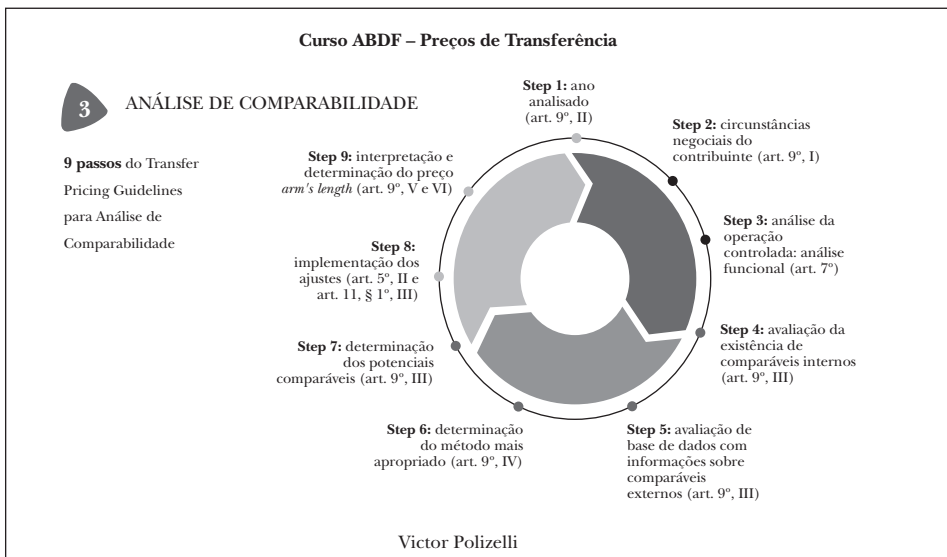 Curso ABDF – Preços de Transferência
3
ANÁLISE DE COMPARABILIDADE
9 passos do Transfer
Pricing Guidelines
para Análise de
Comparabilidade
Step 1: ano
analisado
(art. 9º, II)
Step 2: circunstâncias
negociais do
contribuinte (art. 9º, I)
Step 3: análise da
operação
controlada: análise
funcional (art. 7º)
Step 4: avaliação da
existência de
comparáveis internos
(art. 9º, III)
Step 5: avaliação de
base de dados com
informações sobre
comparáveis
externos (art. 9º, III)
Step 6: determinação
do método mais
apropriado (art. 9º, IV)
Step 7: determinação
dos potenciais
comparáveis (art. 9º, III)
Step 8:
implementação dos
ajustes (art. 5º, II e
art. 11, § 1º, III)
Step 9: interpretação e
determinação do preço
arm's length (art. 9º, V e VI)
Victor Polizelli